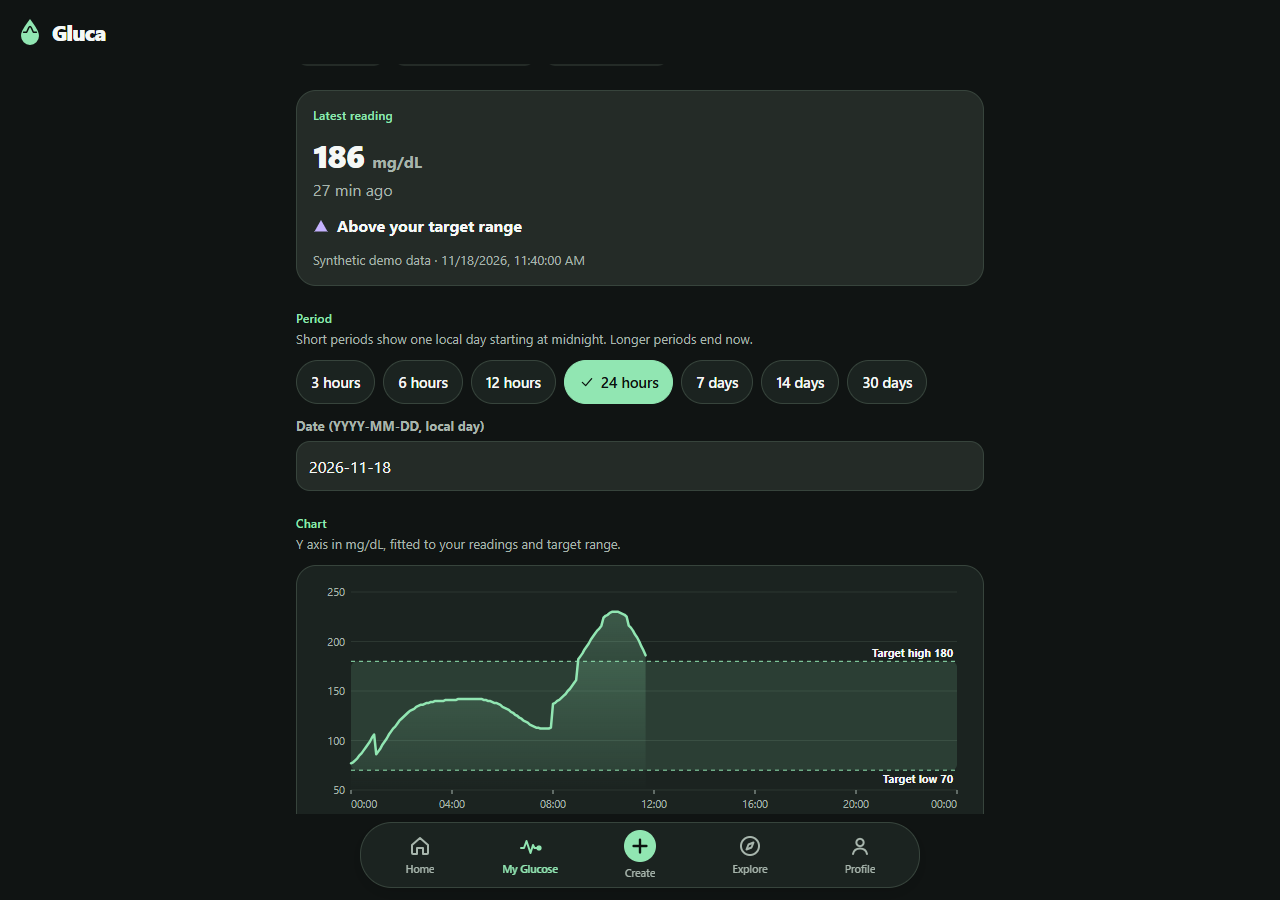 Gluca
Latest reading
186 mg/dL
27 min ago
Above your target range
Synthetic demo data · 11/18/2026, 11:40:00 AM
Period
Short periods show one local day starting at midnight. Longer periods end now.
3 hours
6 hours
12 hours
24 hours
7 days
14 days
30 days
Date (YYYY-MM-DD, local day)
2026-11-18
Chart
Y axis in mg/dL, fitted to your readings and target range.
250
200
Target high 180
150
100
Target low 70
50
00:00
04:00
08:00
12:00
16:00
20:00
00:00
Home
My Glucose
Create
Explore
Profile